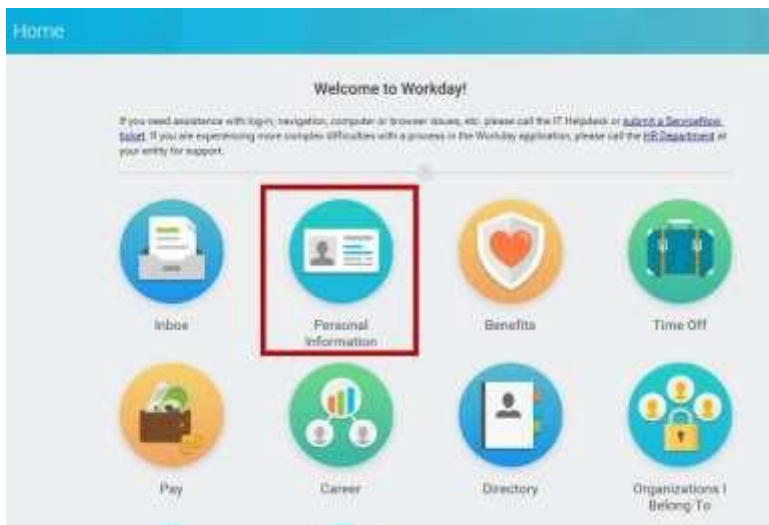 Home
Welcome to Workday!
If you need assistance with log-in, navigation, computer or browser issues, etc. please call the IT Helpdesk or submit a ServiceNow
ticket. If you are experiencing more complex difficulties with a process in the Workday application, please call the HR Department at
your entity for support.
Inbox
Personal
Information
Benefits
Time Off
Pay
Career
Directory
Organizations I
Belong To